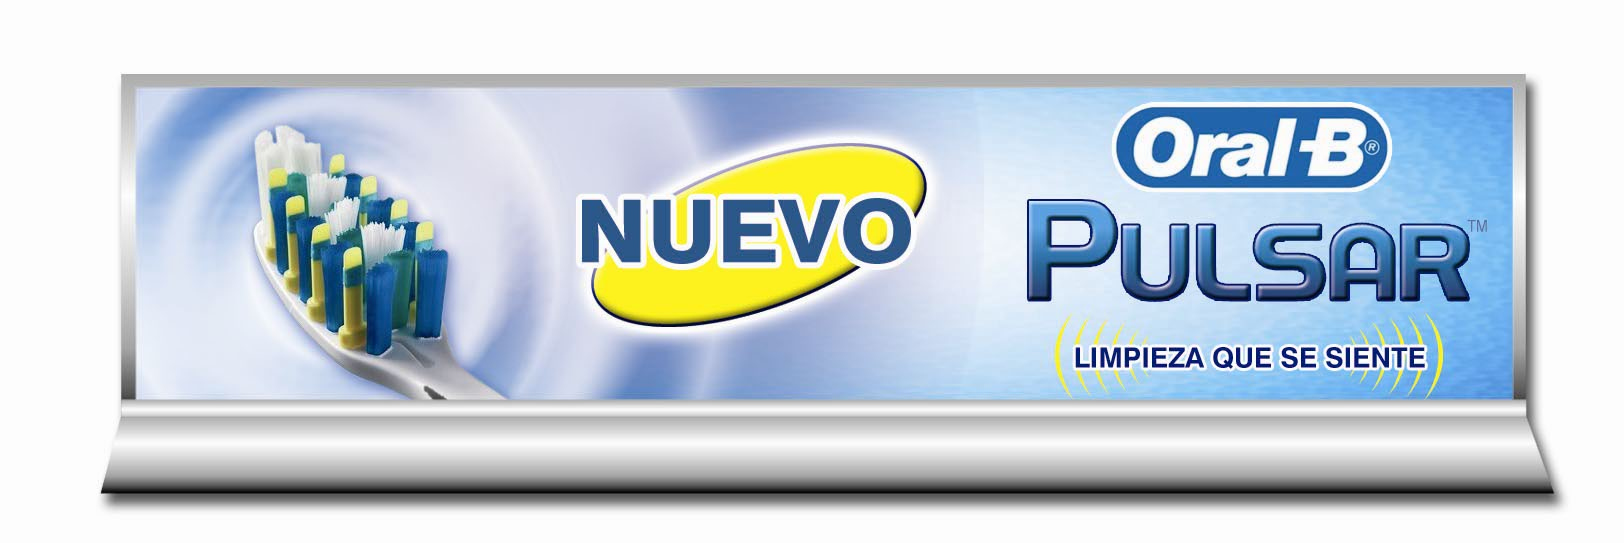 NUEVO
Oral-B®
PULSAR™
LIMPIEZA QUE SE SIENTE